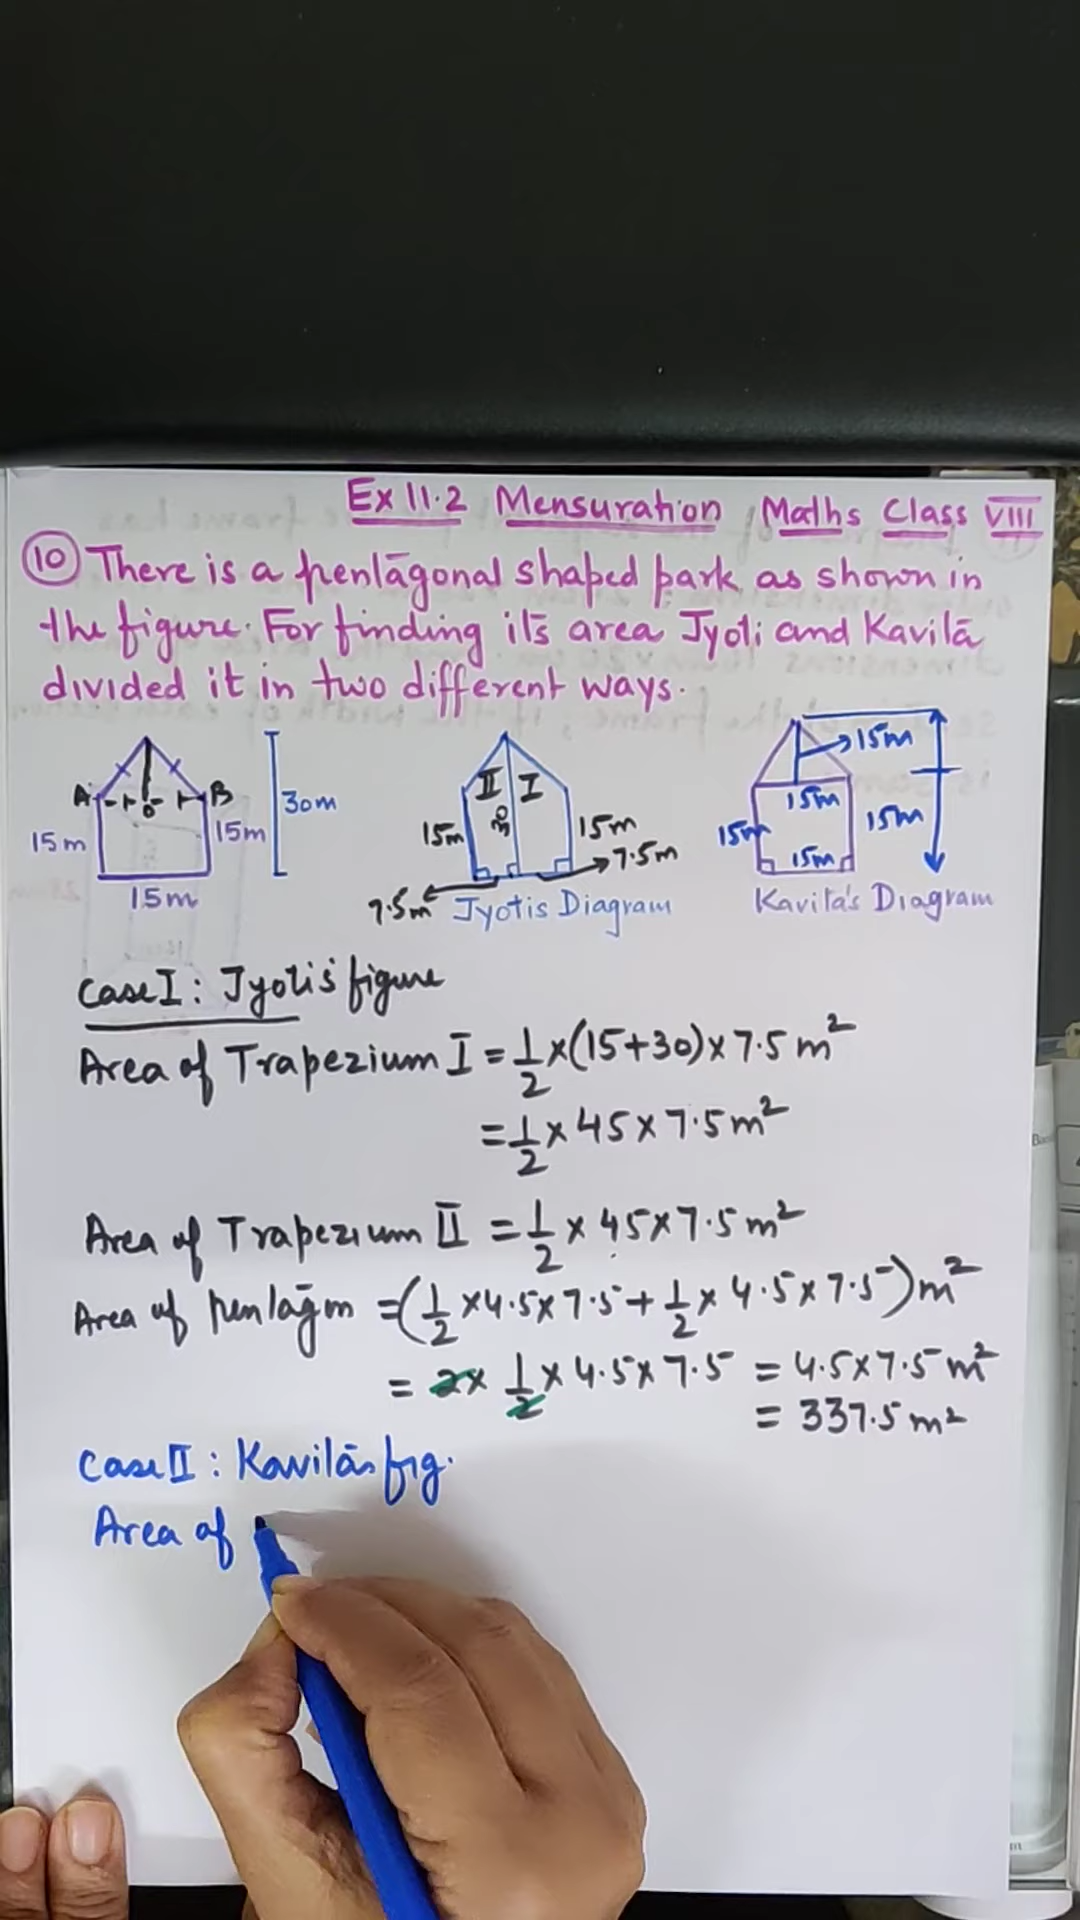 Ex 11.2 Mensuration Maths Class VIII
10 There is a pentagonal shaped park as shown in
the figure. For finding its area Jyoti and Kavita
divided it in two different ways.
A B
O
15m
15m
30m
15m
II I
15m
30m
15m
7.5m
7.5m
Jyotis Diagram
15m
15m
15m
15m
15m
Kavita's Diagram
Case I: Jyoti's figure
Area of Trapezium I = 1/2 × (15+30) × 7.5 m²
= 1/2 × 45 × 7.5 m²
Area of Trapezium II = 1/2 × 45 × 7.5 m²
Area of pentagon = (1/2 × 4.5 × 7.5 + 1/2 × 4.5 × 7.5) m²
= 2 × 1/2 × 4.5 × 7.5 = 4.5 × 7.5 m²
= 337.5 m²
Case II: Kavitas fig.
Area of